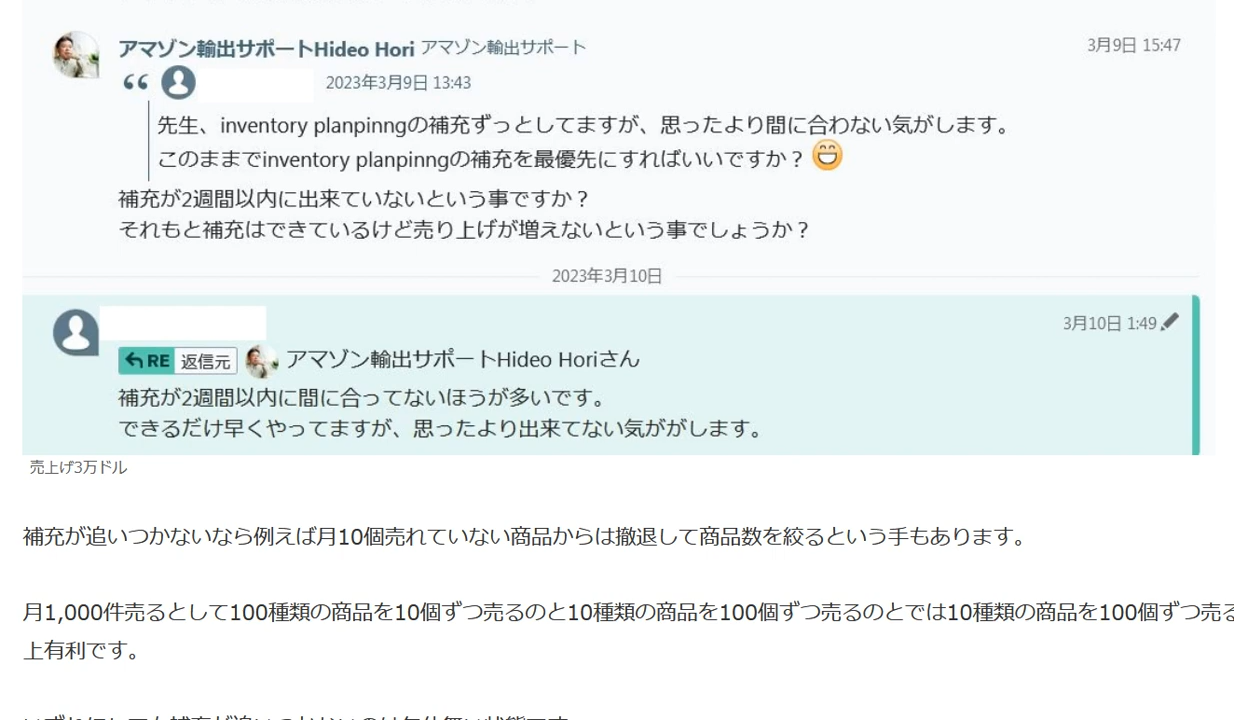 アマゾン輸出サポートHideo Hori アマゾン輸出サポート 3月9日 15:47
2023年3月9日 13:43
先生、inventory planpinngの補充ずっとしてますが、思ったより間に合わない気がします。
このままでinventory planpinngの補充を最優先にすればいいですか？
補充が2週間以内に出来ていないという事ですか？
それもと補充はできているけど売り上げが増えないという事でしょうか？
2023年3月10日
3月10日 1:49
RE 返信元 アマゾン輸出サポートHideo Horiさん
補充が2週間以内に間に合ってないほうが多いです。
できるだけ早くやってますが、思ったより出来てない気ががします。
売上げ3万ドル
補充が追いつかないなら例えば月10個売れていない商品からは撤退して商品数を絞るという手もあります。
月1,000件売るとして100種類の商品を10個ずつ売るのと10種類の商品を100個ずつ売るのとでは10種類の商品を100個ずつ売る
上有利です。